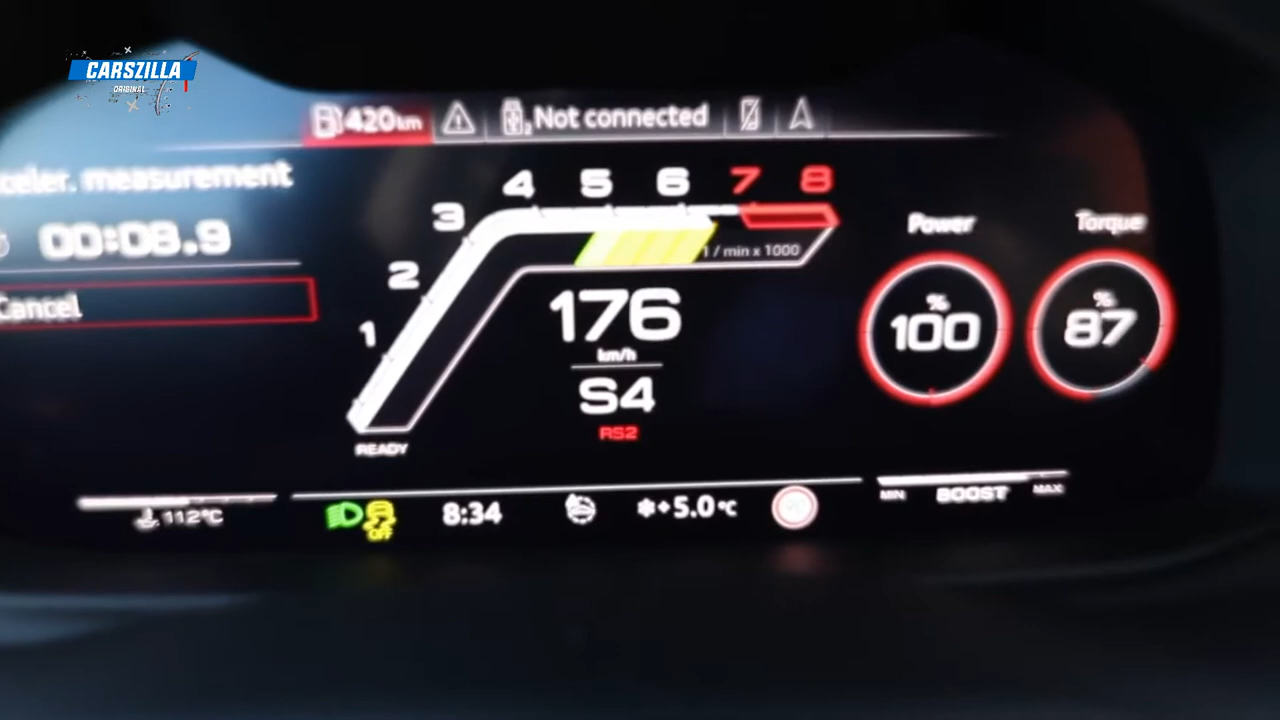 CARSZILLA
ORIGINAL
420km
2 Not connected
celer. measurement
00:08.9
Cancel
1 2 3 4 5 6 7 8
1 / min x 1000
176
km/h
S4
RS2
READY
Power
%
100
Torque
%
87
112°C
OFF
8:34
+5.0°C
MIN BOOST MAX